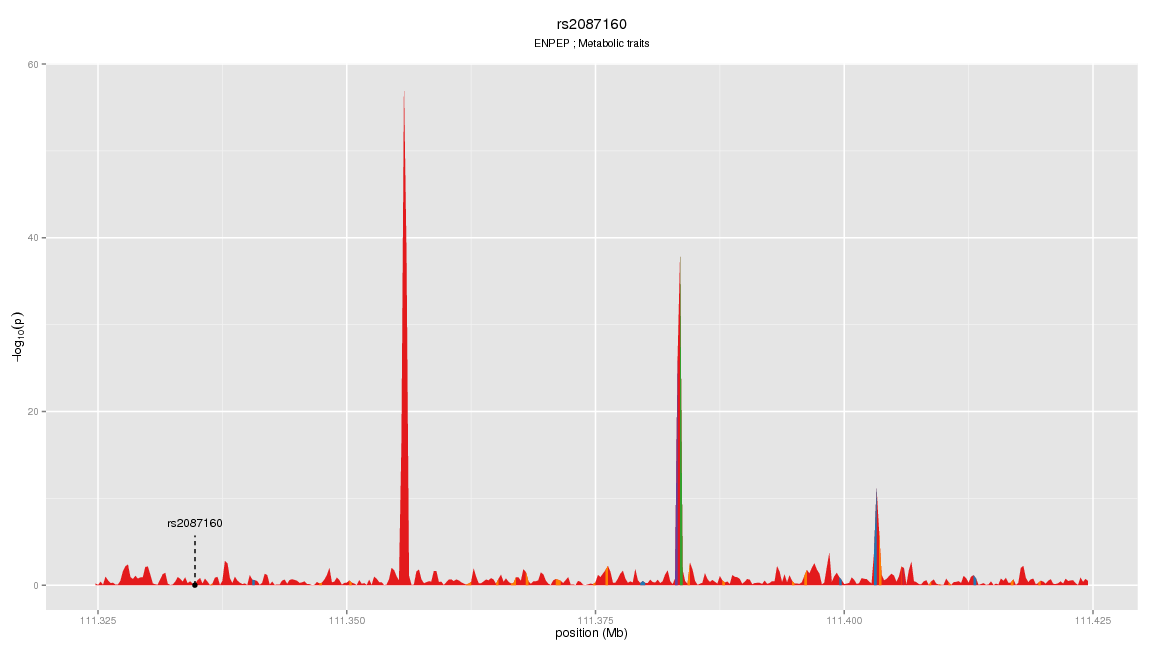 rs2087160
ENPEP ; Metabolic traits
60
40
20
0
−log10(p)
rs2087160
111.325
111.350
111.375
111.400
111.425
position (Mb)